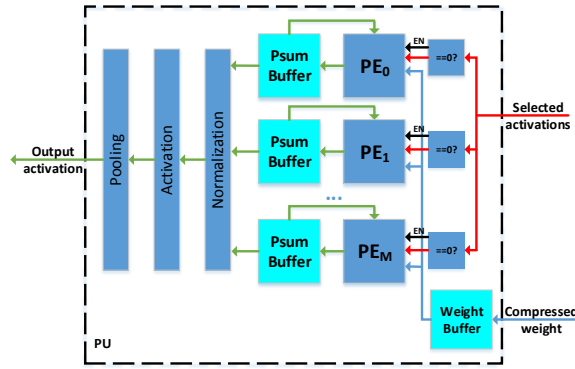 Psum
Buffer
PE0
EN
==0?
Selected
activations
Psum
Buffer
PE1
EN
==0?
Output
activation
Pooling
Activation
Normalization
...
Psum
Buffer
PEM
EN
==0?
Weight
Buffer
Compressed
weight
PU